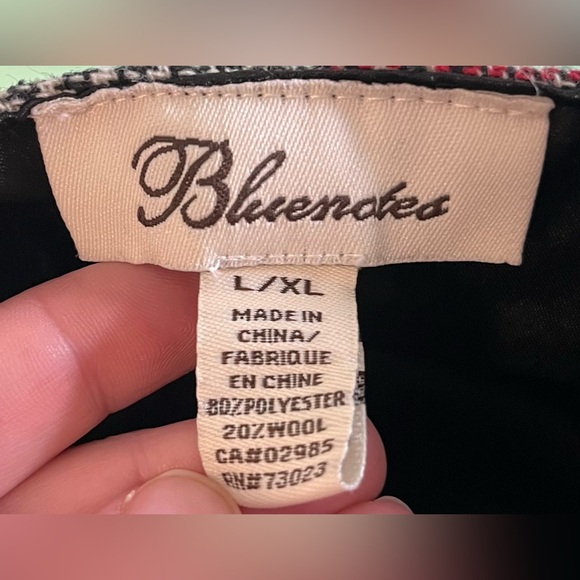 Bluenotes
L/XL
MADE IN
CHINA/
FABRIQUE
EN CHINE
80%POLYESTER
20%WOOL
CA#02985
RN#73023